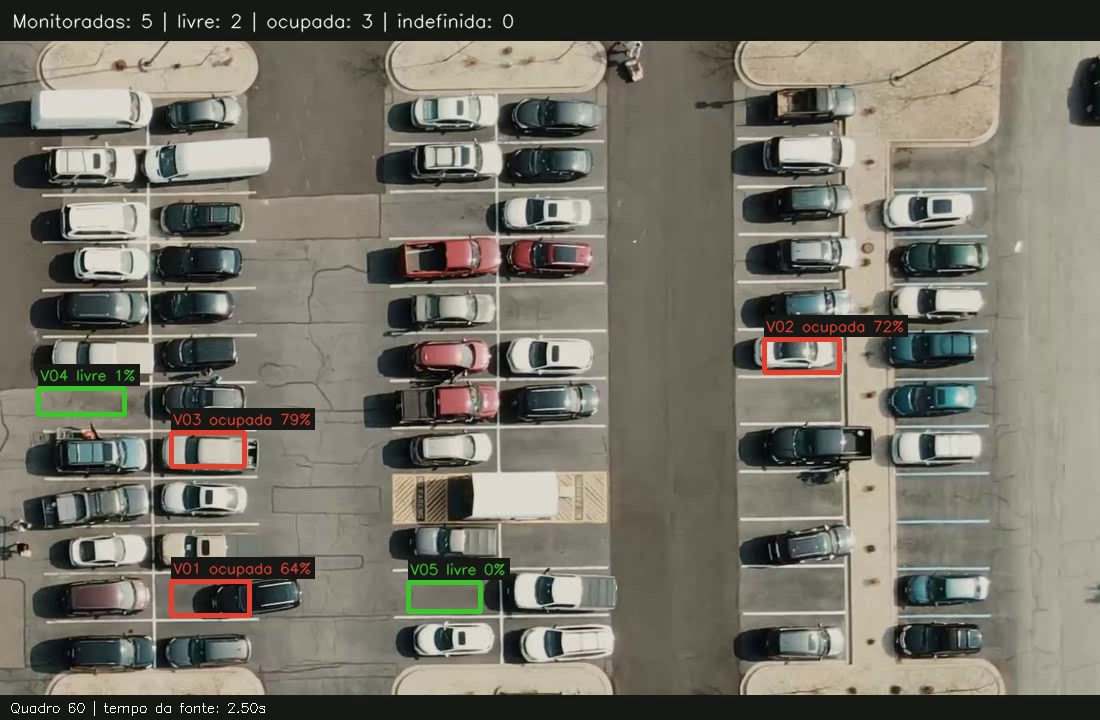 Monitoradas: 5 | livre: 2 | ocupada: 3 | indefinida: 0
V02 ocupada 72%
V04 livre 1%
V03 ocupada 79%
V01 ocupada 64%
V05 livre 0%
Quadro 60 | tempo da fonte: 2.50s